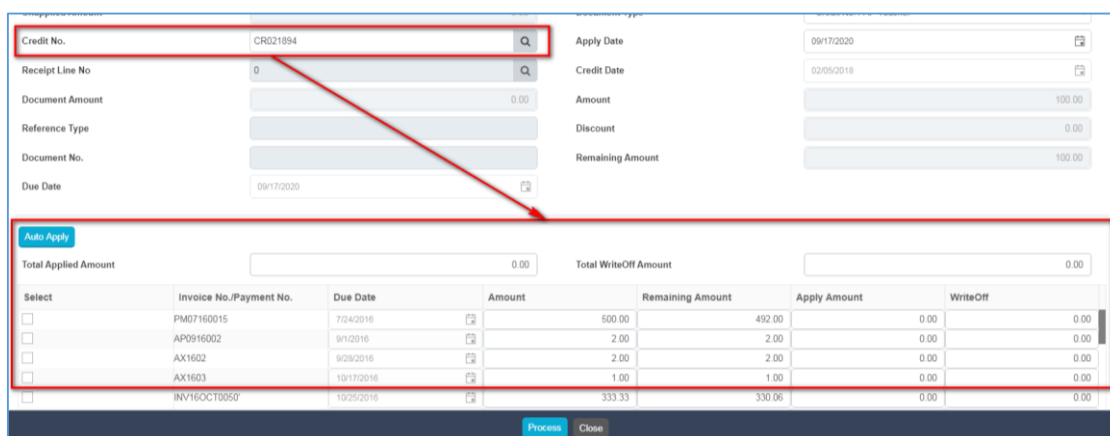 Credit No. CR021894 Apply Date 09/17/2020
Receipt Line No 0 Credit Date 02/05/2018
Document Amount 0.00 Amount 100.00
Reference Type Discount 0.00
Document No. Remaining Amount 100.00
Due Date 09/17/2020
Auto Apply
Total Applied Amount 0.00 Total WriteOff Amount 0.00
Select Invoice No./Payment No. Due Date Amount Remaining Amount Apply Amount WriteOff
PM07160015 7/24/2016 500.00 492.00 0.00 0.00
AP0916002 9/1/2016 2.00 2.00 0.00 0.00
AX1602 9/28/2016 2.00 2.00 0.00 0.00
AX1603 10/17/2016 1.00 1.00 0.00 0.00
INV16OCT0050' 10/25/2016 333.33 330.06 0.00 0.00
Process Close